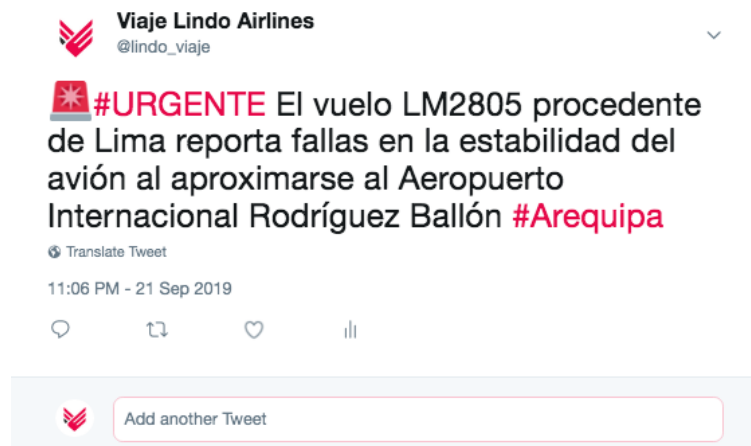 Viaje Lindo Airlines
@lindo_viaje
🚨#URGENTE El vuelo LM2805 procedente
de Lima reporta fallas en la estabilidad del
avión al aproximarse al Aeropuerto
Internacional Rodríguez Ballón #Arequipa
Translate Tweet
11:06 PM - 21 Sep 2019
Add another Tweet